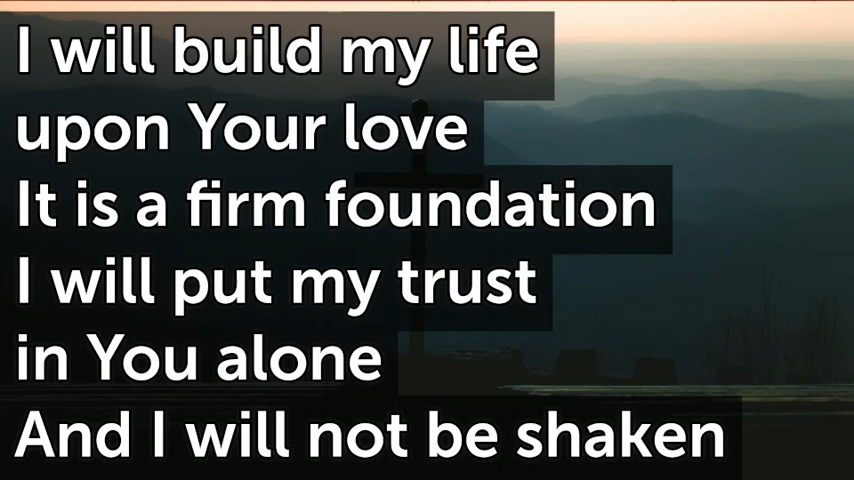 I will build my life
upon Your love
It is a firm foundation
I will put my trust
in You alone
And I will not be shaken